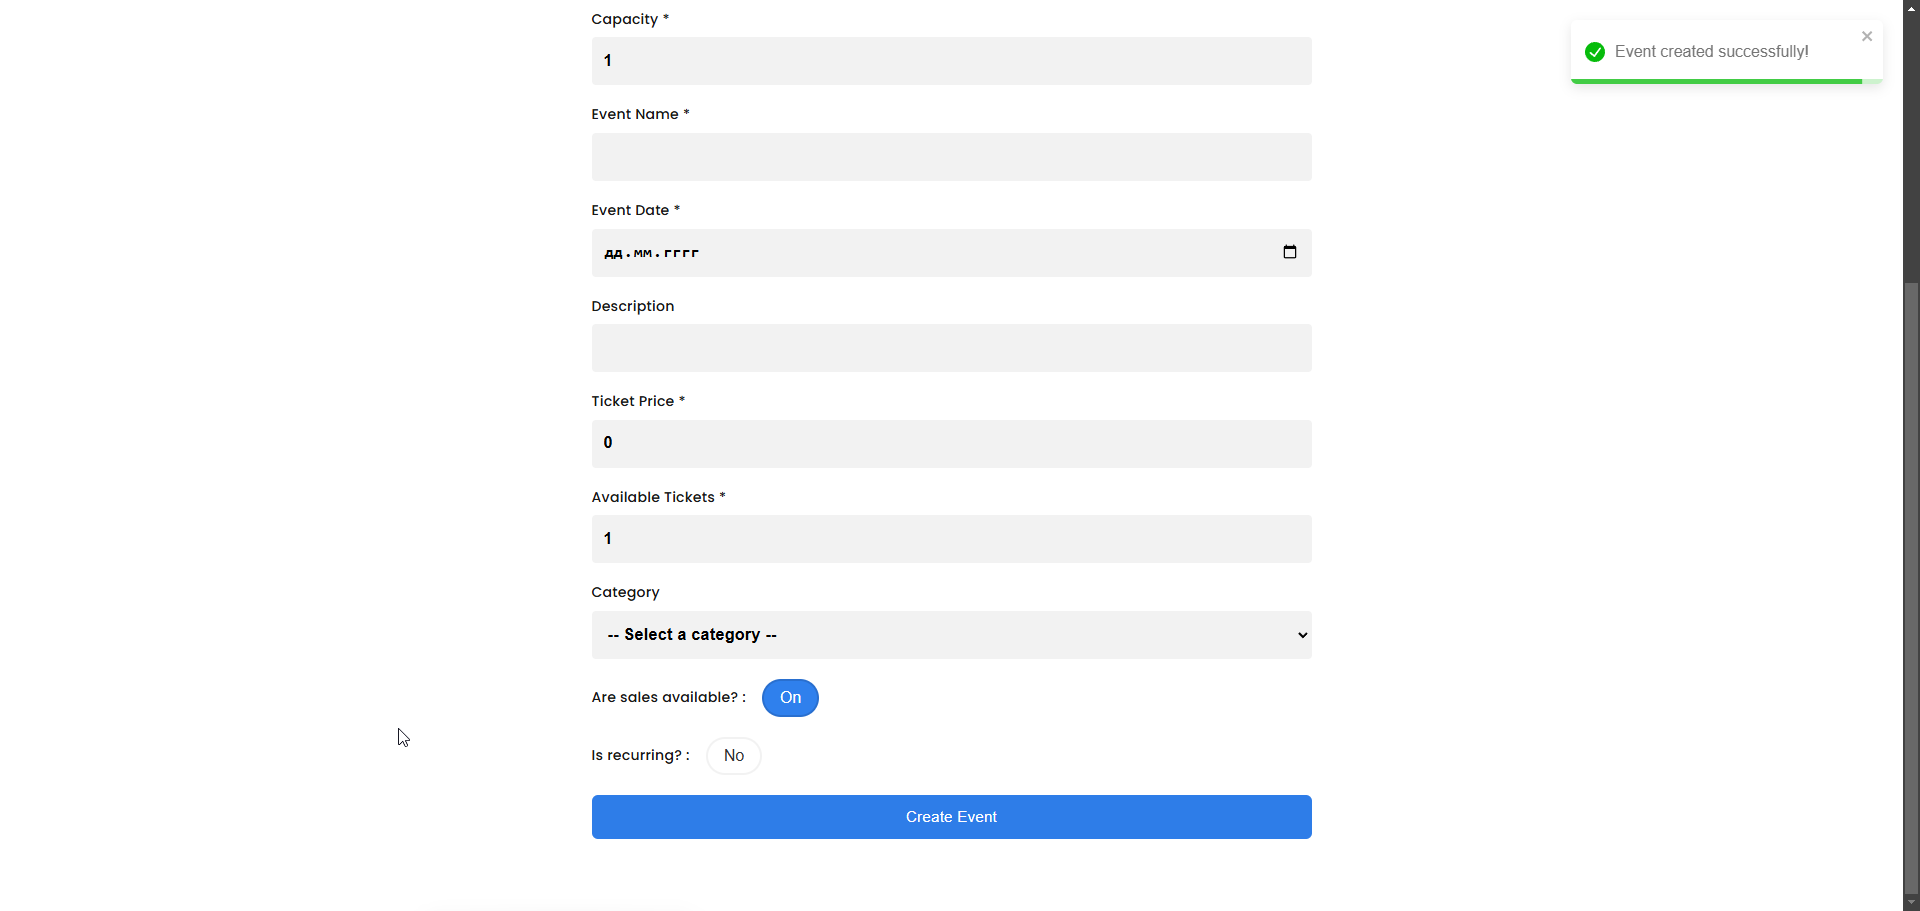 Capacity *
1
Event created successfully!
Event Name *
Event Date *
дд.мм.гггг
Description
Ticket Price *
0
Available Tickets *
1
Category
-- Select a category --
Are sales available? : On
Is recurring? : No
Create Event